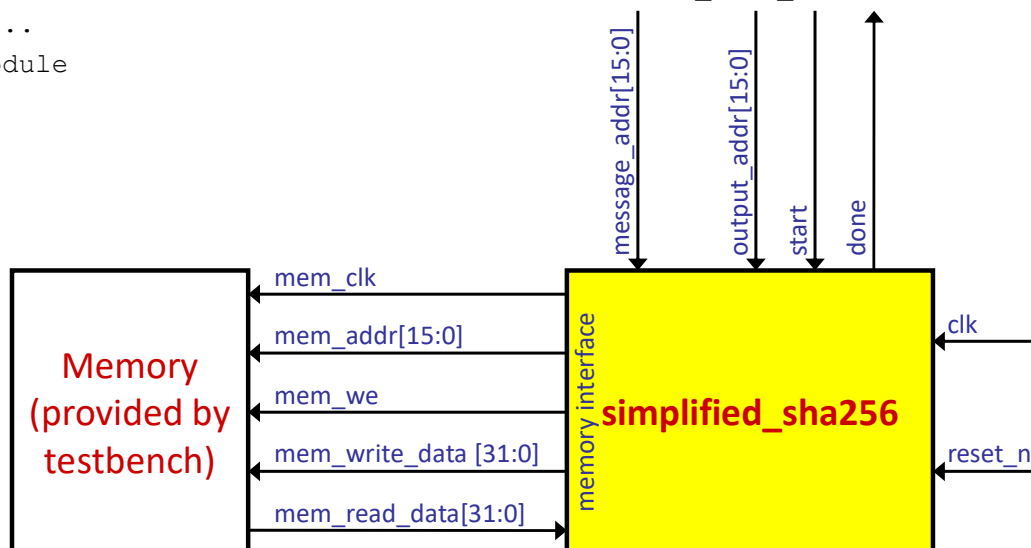 ..
odule
message_addr[15:0]
output_addr[15:0]
start
done
mem_clk
mem_addr[15:0]
mem_we
mem_write_data [31:0]
mem_read_data[31:0]
Memory
(provided by
testbench)
memory interface
simplified_sha256
clk
reset_n